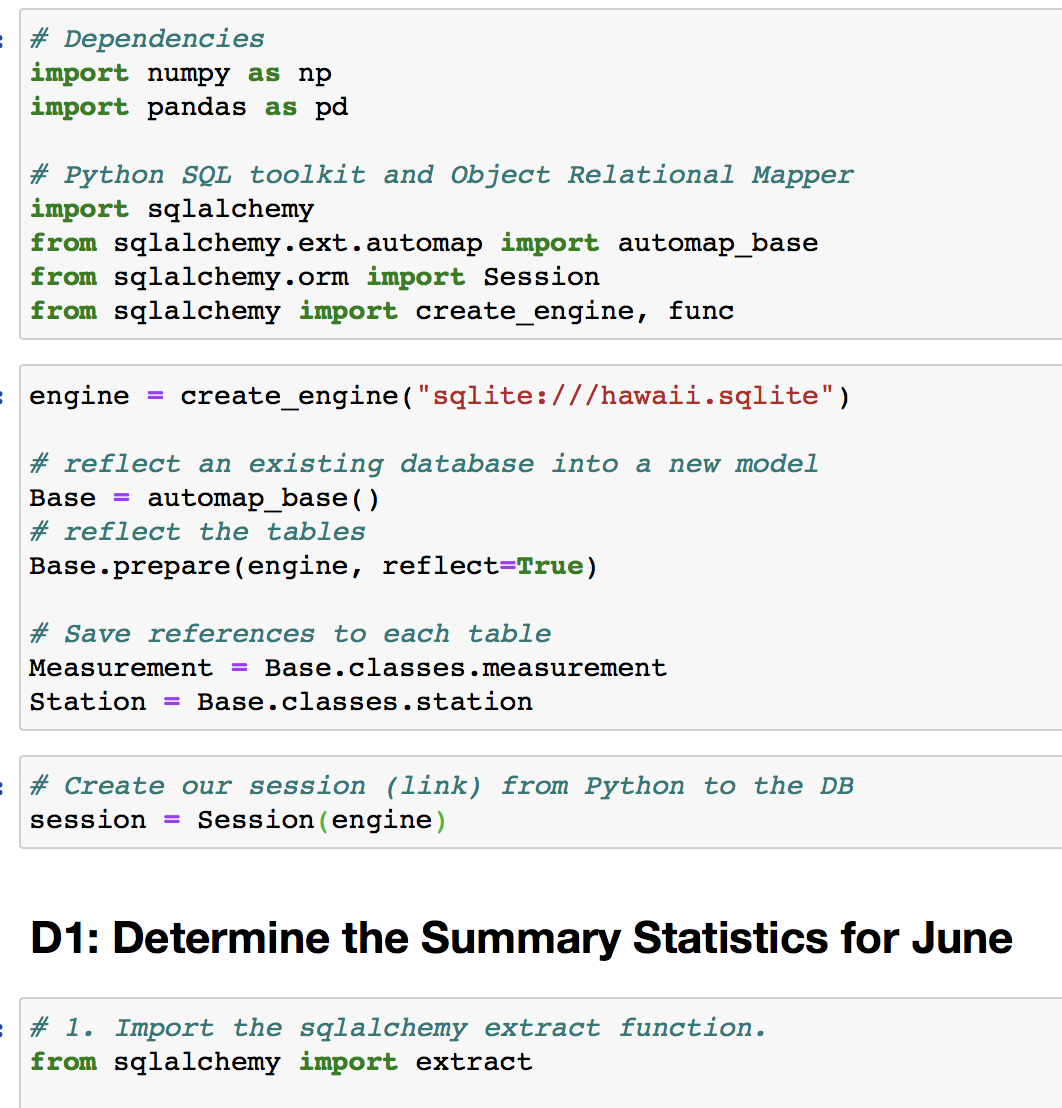 # Dependencies
import numpy as np
import pandas as pd
# Python SQL toolkit and Object Relational Mapper
import sqlalchemy
from sqlalchemy.ext.automap import automap_base
from sqlalchemy.orm import Session
from sqlalchemy import create_engine, func
engine = create_engine("sqlite:///hawaii.sqlite")
# reflect an existing database into a new model
Base = automap_base()
# reflect the tables
Base.prepare(engine, reflect=True)
# Save references to each table
Measurement = Base.classes.measurement
Station = Base.classes.station
# Create our session (link) from Python to the DB
session = Session(engine)
D1: Determine the Summary Statistics for June
# 1. Import the sqlalchemy extract function.
from sqlalchemy import extract